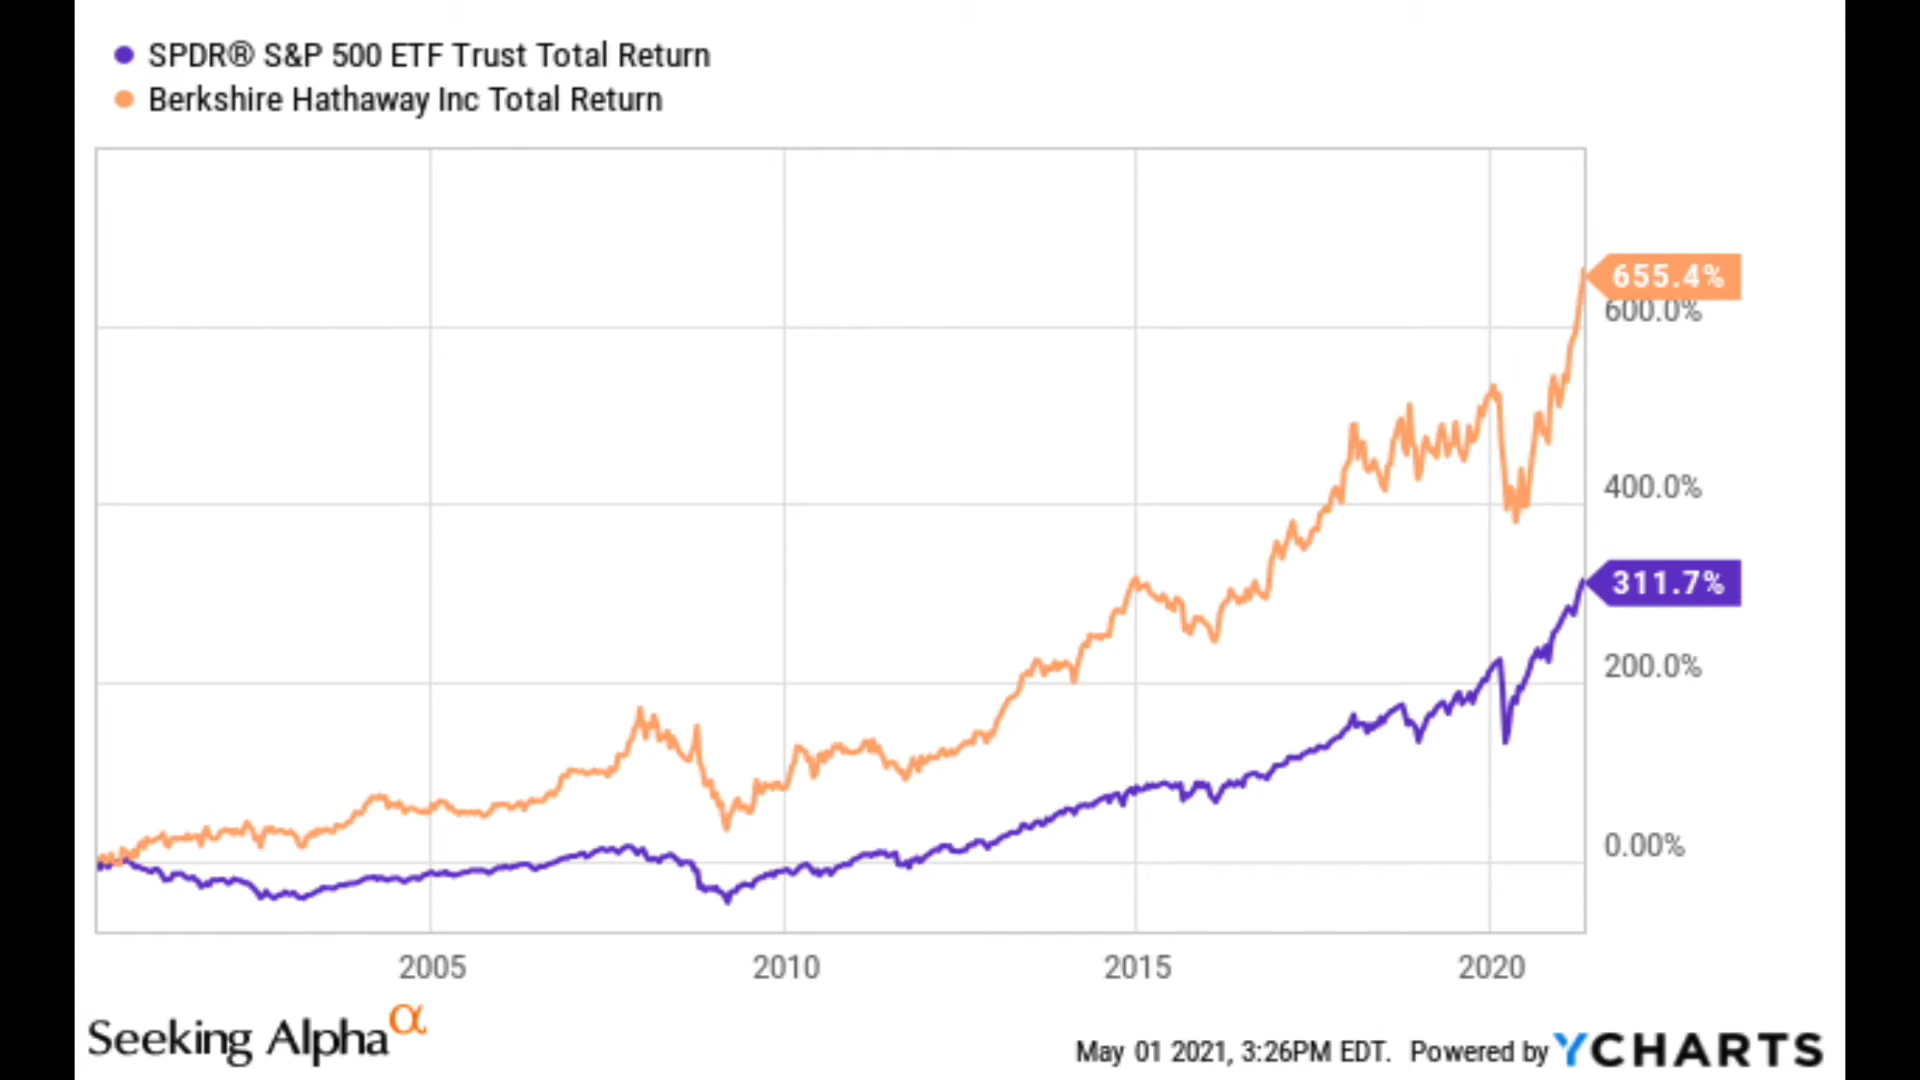 SPDR® S&P 500 ETF Trust Total Return
Berkshire Hathaway Inc Total Return
655.4%
600.0%
400.0%
311.7%
200.0%
0.00%
2005 2010 2015 2020
Seeking Alpha α
May 01 2021, 3:26PM EDT. Powered by YCHARTS